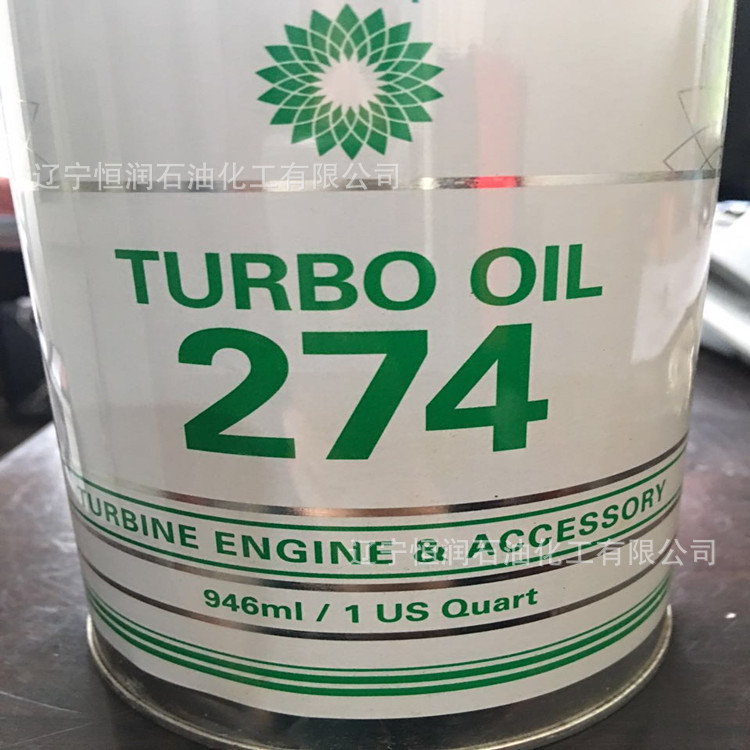 辽宁恒润石油化工有限公司
TURBO OIL
274
TURBINE ENGINE & ACCESSORY
辽宁恒润石油化工有限公司
946ml / 1 US Quart